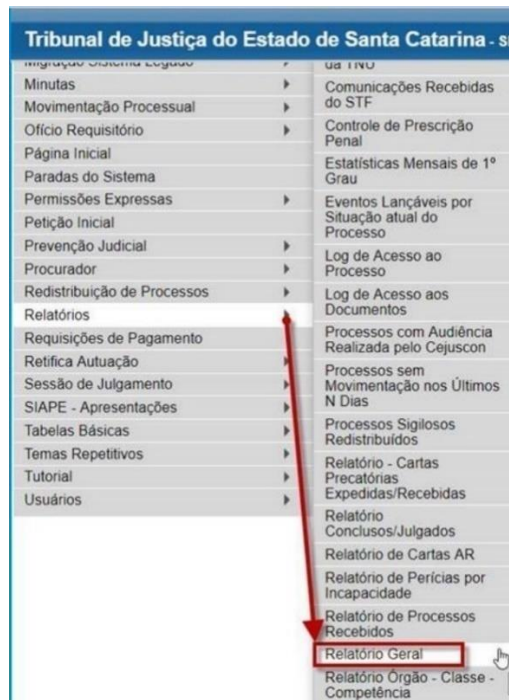 Tribunal de Justiça do Estado de Santa Catarina - S
Migração Sistema Legado
Minutas
Movimentação Processual
Ofício Requisitório
Página Inicial
Paradas do Sistema
Permissões Expressas
Petição Inicial
Prevenção Judicial
Procurador
Redistribuição de Processos
Relatórios
Requisições de Pagamento
Retifica Autuação
Sessão de Julgamento
SIAPE - Apresentações
Tabelas Básicas
Temas Repetitivos
Tutorial
Usuários
da TNU
Comunicações Recebidas
do STF
Controle de Prescrição
Penal
Estatísticas Mensais de 1º
Grau
Eventos Lançáveis por
Situação atual do
Processo
Log de Acesso ao
Processo
Log de Acesso aos
Documentos
Processos com Audiência
Realizada pelo Cejuscon
Processos sem
Movimentação nos Últimos
N Dias
Processos Sigilosos
Redistribuídos
Relatório - Cartas
Precatórias
Expedidas/Recebidas
Relatório
Conclusos/Julgados
Relatório de Cartas AR
Relatório de Perícias por
Incapacidade
Relatório de Processos
Recebidos
Relatório Geral
Relatório Órgão - Classe -
Competência